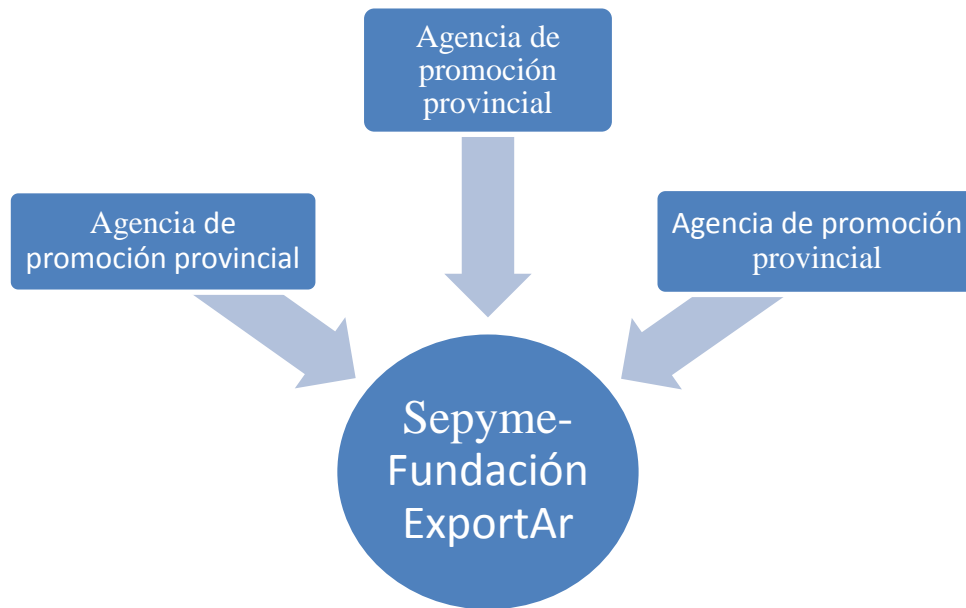 Agencia de
promoción
provincial
Agencia de
promoción provincial
Agencia de promoción
provincial
Sepyme-
Fundación
ExportAr